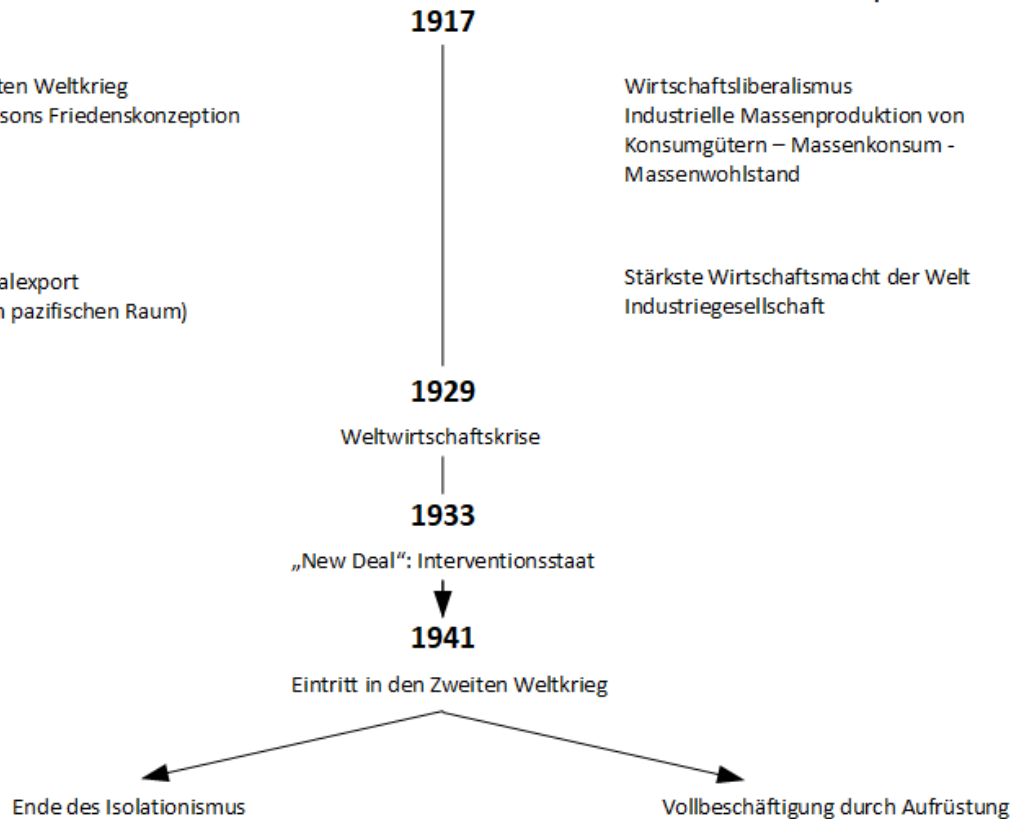 1917
ten Weltkrieg
sons Friedenskonzeption
Wirtschaftsliberalismus
Industrielle Massenproduktion von
Konsumgütern – Massenkonsum -
Massenwohlstand
alexport
n pazifischen Raum)
Stärkste Wirtschaftsmacht der Welt
Industriegesellschaft
1929
Weltwirtschaftskrise
1933
„New Deal“: Interventionsstaat
1941
Eintritt in den Zweiten Weltkrieg
Ende des Isolationismus
Vollbeschäftigung durch Aufrüstung